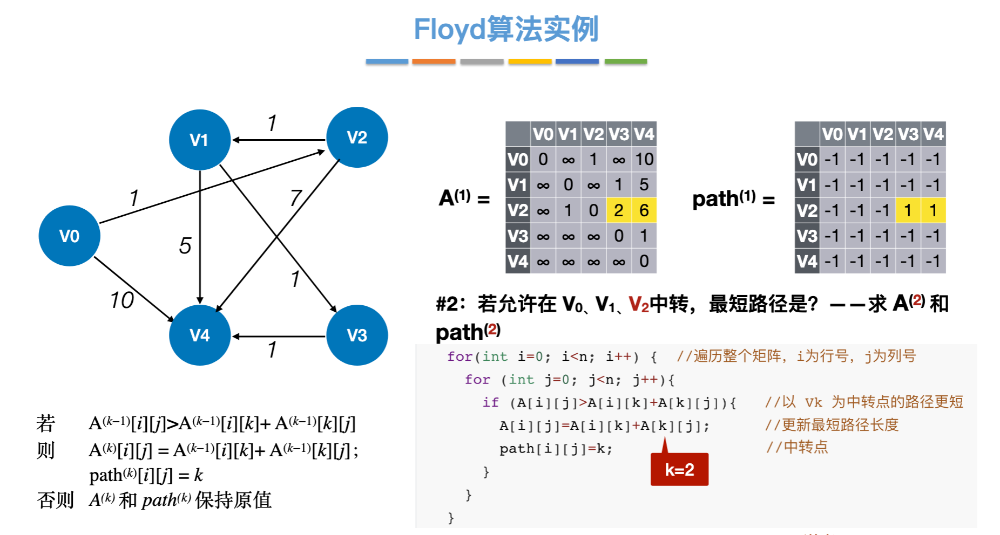 Floyd算法实例
V1
V2
V0
V4
V3
1
1
7
5
1
10
1
A(1) =
V0 V1 V2 V3 V4
V0 0 ∞ 1 ∞ 10
V1 ∞ 0 ∞ 1 5
V2 ∞ 1 0 2 6
V3 ∞ ∞ ∞ 0 1
V4 ∞ ∞ ∞ ∞ 0
path(1) =
V0 V1 V2 V3 V4
V0 -1 -1 -1 -1 -1
V1 -1 -1 -1 -1 -1
V2 -1 -1 -1 1 1
V3 -1 -1 -1 -1 -1
V4 -1 -1 -1 -1 -1
#2：若允许在 V0、V1、V2中转，最短路径是？——求 A(2) 和
path(2)
for(int i=0; i<n; i++) { //遍历整个矩阵，i为行号，j为列号
for (int j=0; j<n; j++){
if (A[i][j]>A[i][k]+A[k][j]){ //以 Vk 为中转点的路径更短
A[i][j]=A[i][k]+A[k][j]; //更新最短路径长度
path[i][j]=k; //中转点
k=2
}
}
}
若 A(k−1)[i][j]>A(k−1)[i][k]+ A(k−1)[k][j]
则 A(k)[i][j] = A(k−1)[i][k]+ A(k−1)[k][j] ;
path(k)[i][j] = k
否则 A(k) 和 path(k) 保持原值